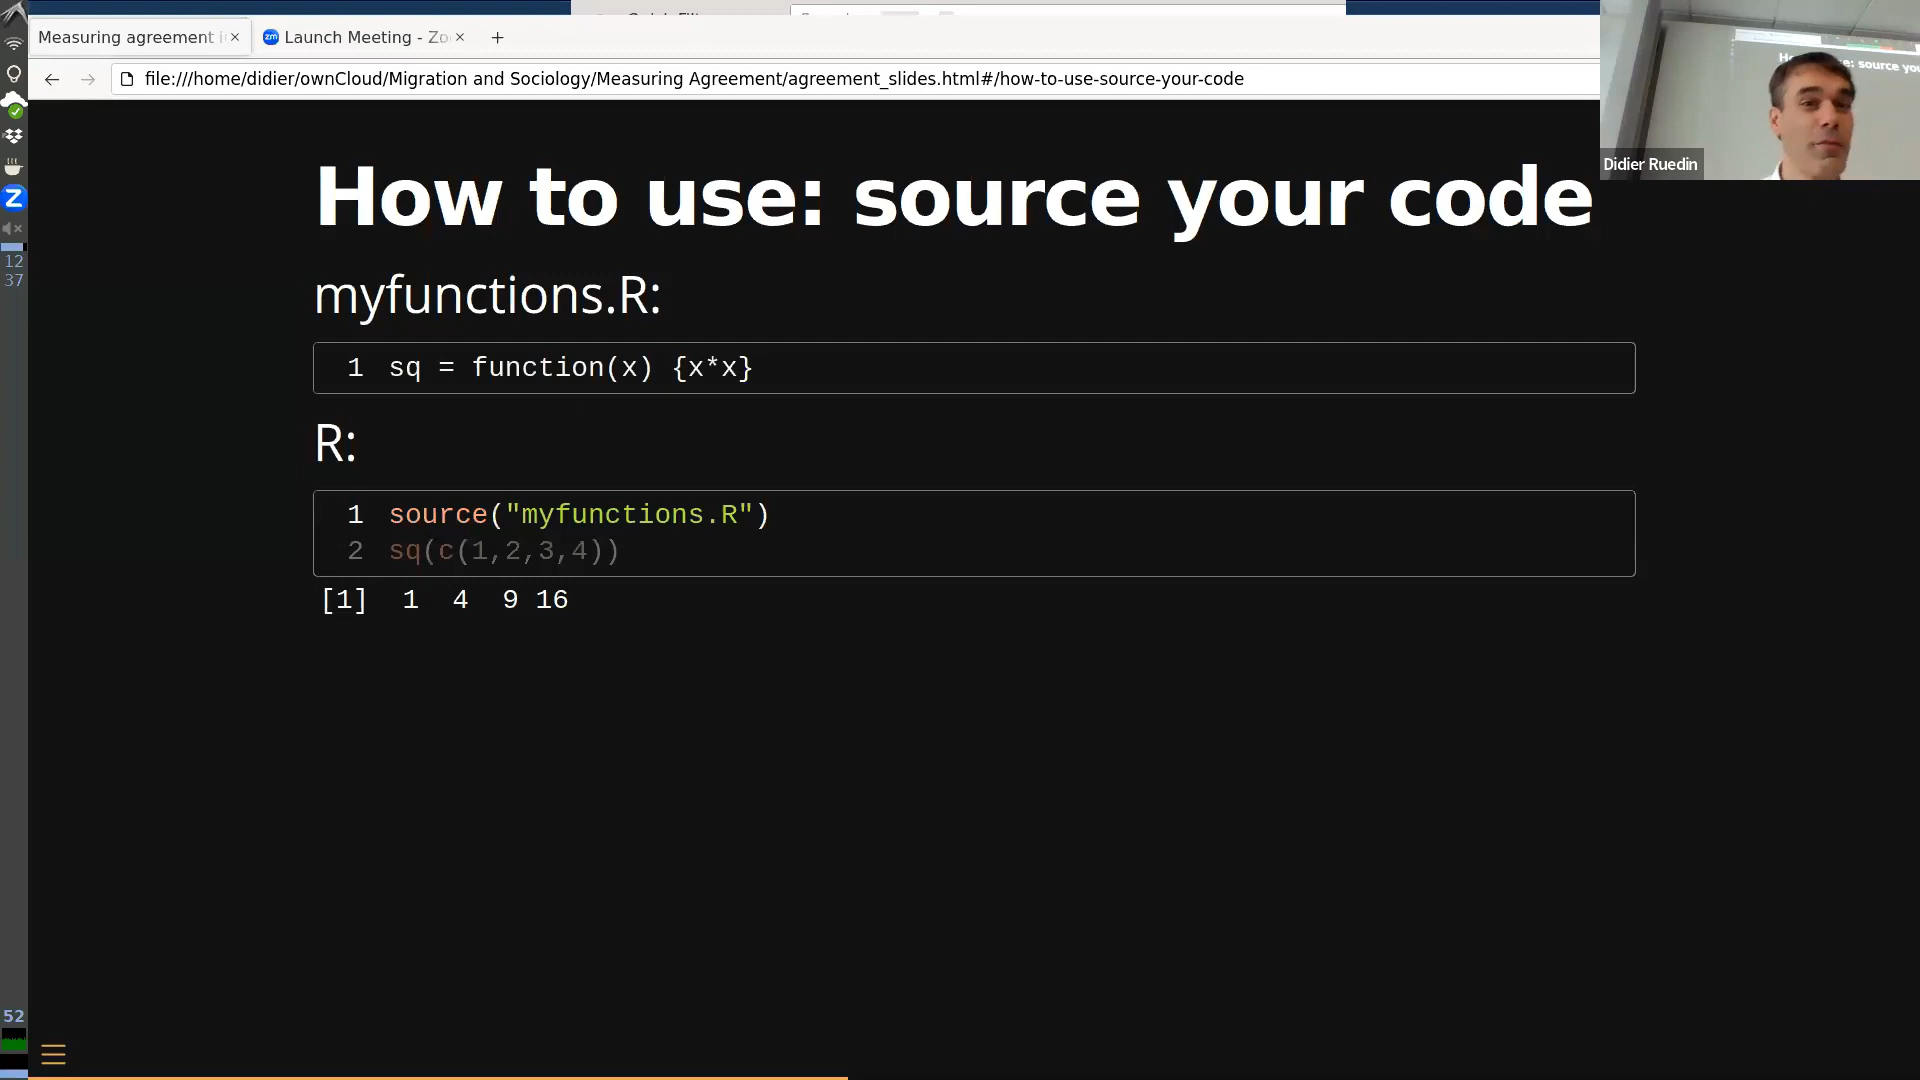 Measuring agreement i
Launch Meeting - Zo
file:///home/didier/ownCloud/Migration and Sociology/Measuring Agreement/agreement_slides.html#/how-to-use-source-your-code
Didier Ruedin
How to use: source your code
myfunctions.R:
1 sq = function(x) {x*x}
R:
1 source("myfunctions.R")
2 sq(c(1,2,3,4))
[1] 1 4 9 16
12
37
52